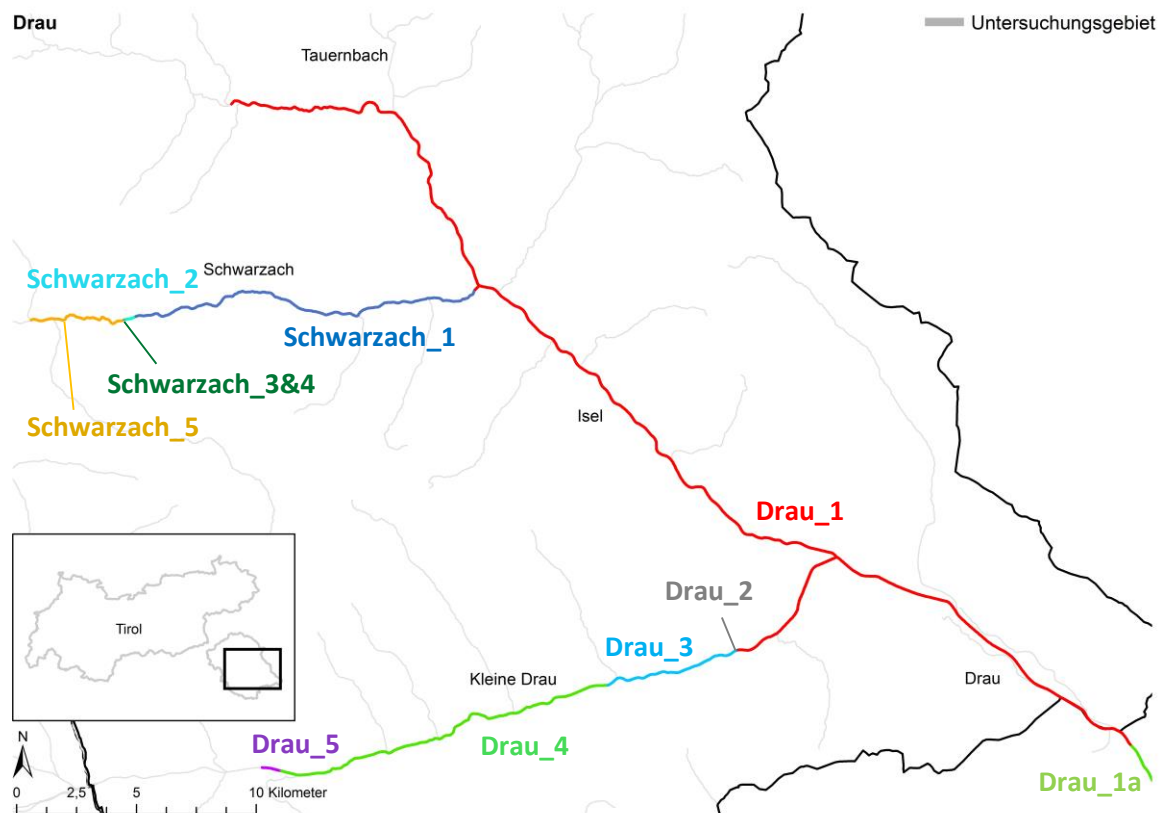 Drau
Untersuchungsgebiet
Tauernbach
Schwarzach_2
Schwarzach
Schwarzach_1
Schwarzach_3&4
Schwarzach_5
Isel
Drau_1
Drau_2
Drau_3
Tirol
Kleine Drau
Drau
Drau_5
Drau_4
Drau_1a
N
0 2,5 5 10 Kilometer